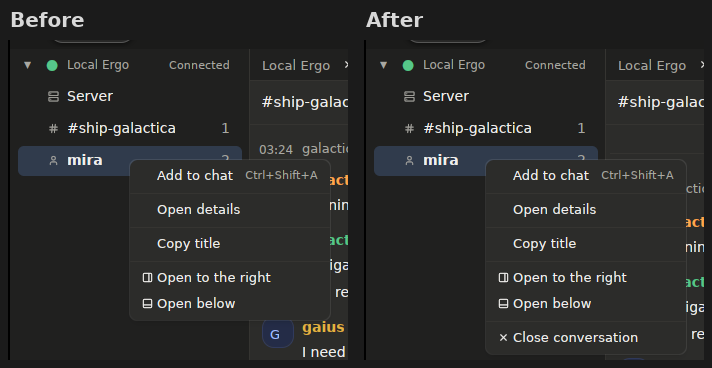 Before
Local Ergo Connected
Server
#ship-galactica 1
mira
Local Ergo
#ship-galac
03:24 galactic
Add to chat Ctrl+Shift+A
Open details
Copy title
Open to the right
Open below
G
gaius
I need
After
Local Ergo Connected
Server
#ship-galactica 1
mira
Local Ergo
#ship-galac
Add to chat Ctrl+Shift+A
Open details
Copy title
Open to the right
Open below
Close conversation